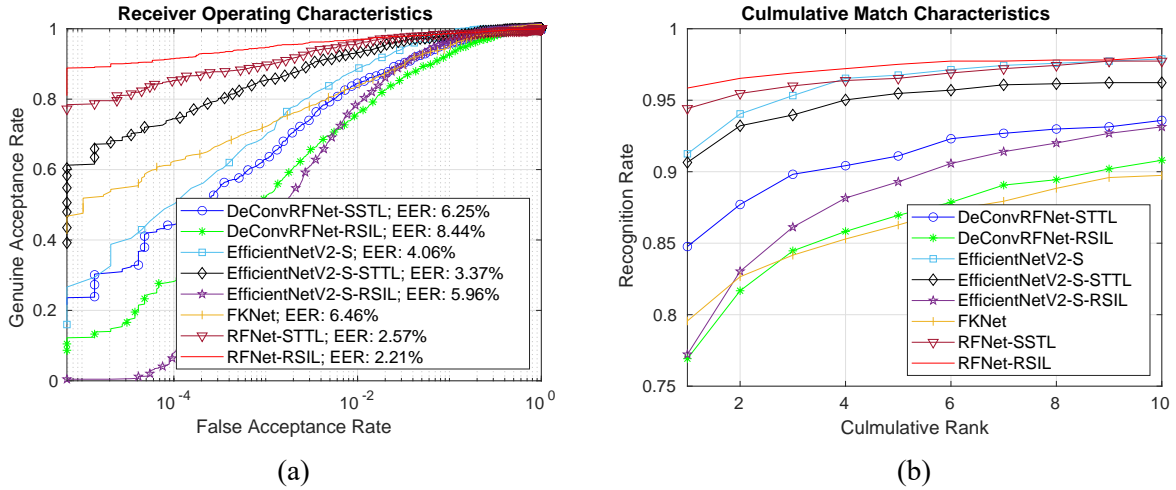 Receiver Operating Characteristics
1
0.8
0.6
0.4
0.2
0
Genuine Acceptance Rate
DeConvRFNet-SSTL; EER: 6.25%
DeConvRFNet-RSIL; EER: 8.44%
EfficientNetV2-S; EER: 4.06%
EfficientNetV2-S-STTL; EER: 3.37%
EfficientNetV2-S-RSIL; EER: 5.96%
FKNet; EER: 6.46%
RFNet-STTL; EER: 2.57%
RFNet-RSIL; EER: 2.21%
10^-4
10^-2
10^0
False Acceptance Rate
(a)
Culmulative Match Characteristics
1
0.95
0.9
0.85
0.8
0.75
Recognition Rate
DeConvRFNet-STTL
DeConvRFNet-RSIL
EfficientNetV2-S
EfficientNetV2-S-STTL
EfficientNetV2-S-RSIL
FKNet
RFNet-SSTL
RFNet-RSIL
2
4
6
8
10
Culmulative Rank
(b)